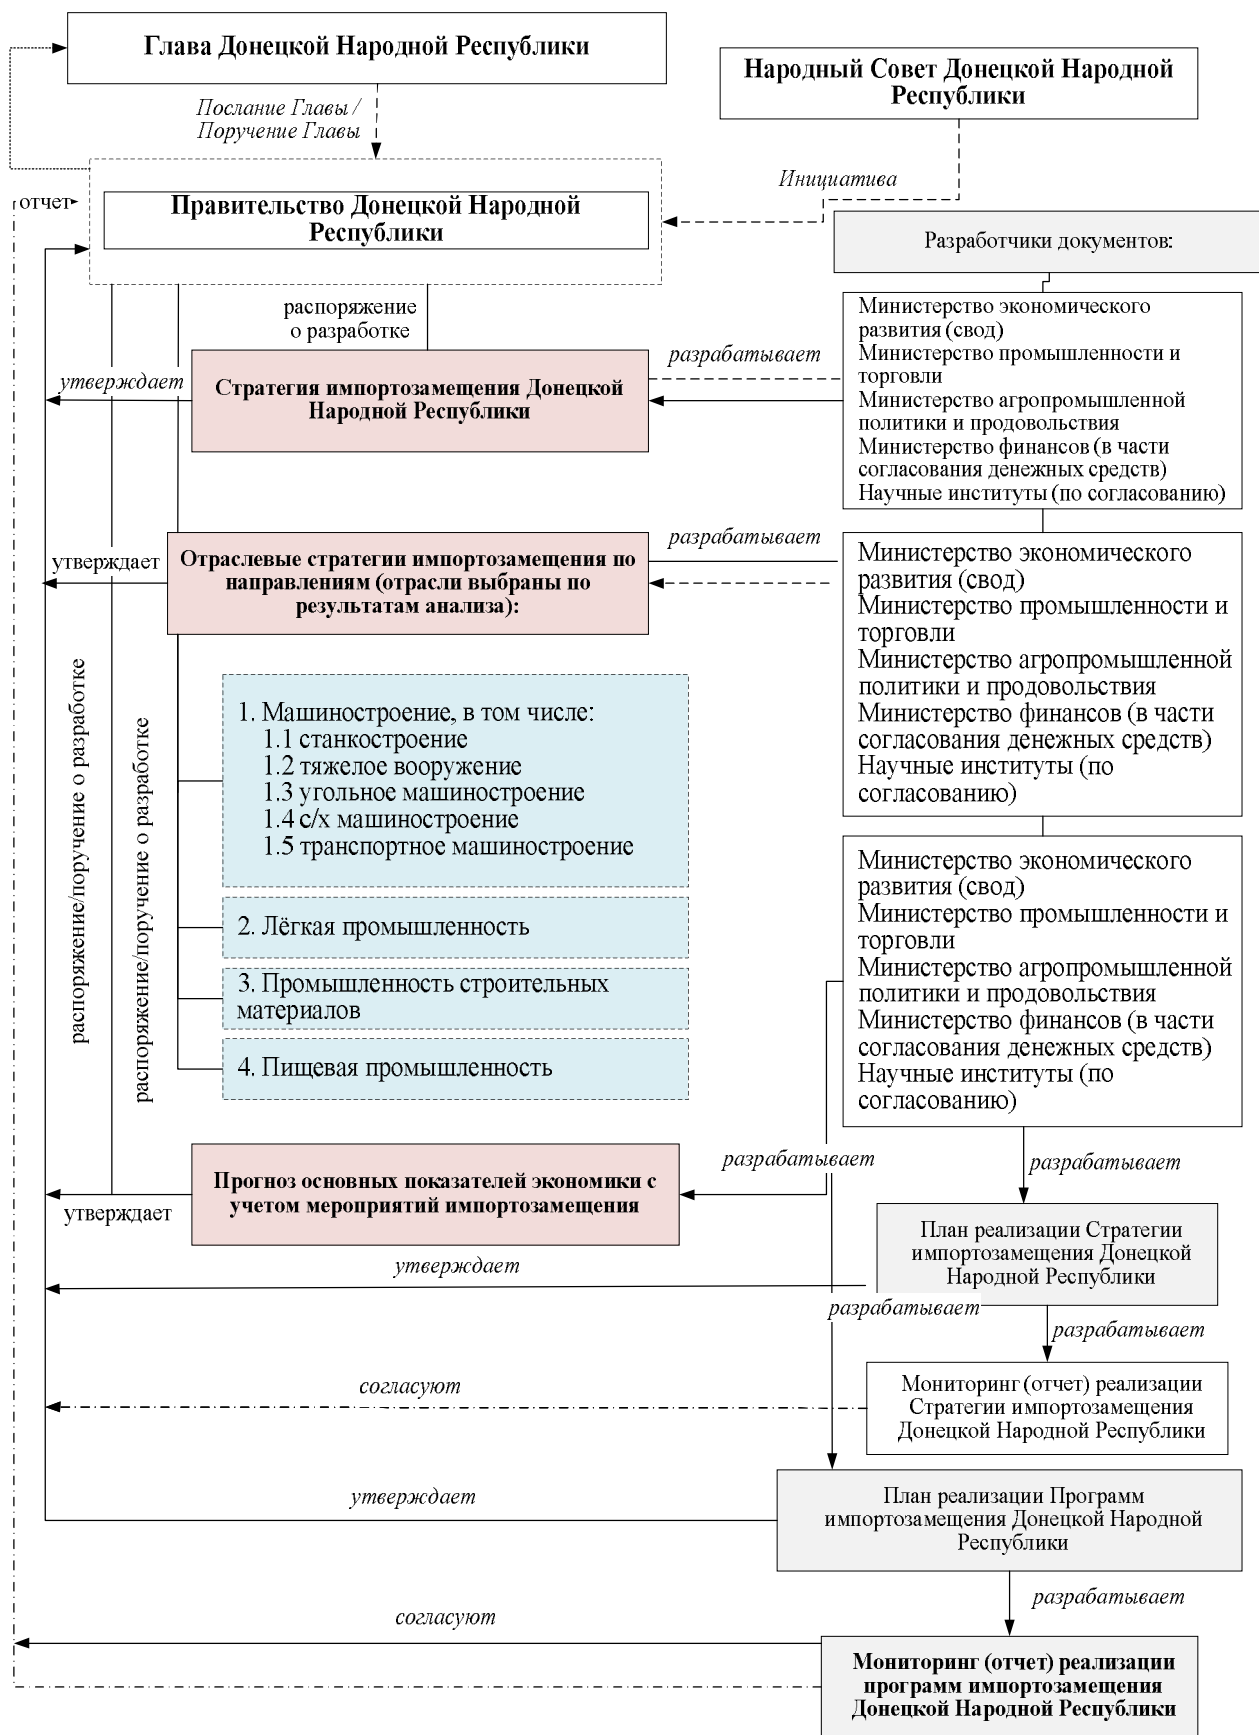 Глава Донецкой Народной Республики
Народный Совет Донецкой Народной
Республики
Послание Главы /
Поручение Главы
Инициатива
отчет
Правительство Донецкой Народной
Республики
Разработчики документов:
распоряжение
о разработке
Министерство экономического
развития (свод)
Министерство промышленности и
торговли
Министерство агропромышленной
политики и продовольствия
Министерство финансов (в части
согласования денежных средств)
Научные институты (по согласованию)
разрабатывает
утверждает
Стратегия импортозамещения Донецкой
Народной Республики
разрабатывает
утверждает
Отраслевые стратегии импортозамещения по
направлениям (отрасли выбраны по
результатам анализа):
Министерство экономического
развития (свод)
Министерство промышленности и
торговли
Министерство агропромышленной
политики и продовольствия
Министерство финансов (в части
согласования денежных средств)
Научные институты (по
согласованию)
распоряжение/поручение о разработке
распоряжение/поручение о разработке
1. Машиностроение, в том числе:
1.1 станкостроение
1.2 тяжелое вооружение
1.3 угольное машиностроение
1.4 с/х машиностроение
1.5 транспортное машиностроение
2. Лёгкая промышленность
3. Промышленность строительных
материалов
4. Пищевая промышленность
Министерство экономического
развития (свод)
Министерство промышленности и
торговли
Министерство агропромышленной
политики и продовольствия
Министерство финансов (в части
согласования денежных средств)
Научные институты (по
согласованию)
разрабатывает
разрабатывает
Прогноз основных показателей экономики с
учетом мероприятий импортозамещения
утверждает
План реализации Стратегии
импортозамещения Донецкой
Народной Республики
утверждает
разрабатывает
разрабатывает
согласуют
Мониторинг (отчет) реализации
Стратегии импортозамещения
Донецкой Народной Республики
утверждает
План реализации Программ
импортозамещения Донецкой Народной
Республики
разрабатывает
согласуют
Мониторинг (отчет) реализации
программ импортозамещения
Донецкой Народной Республики